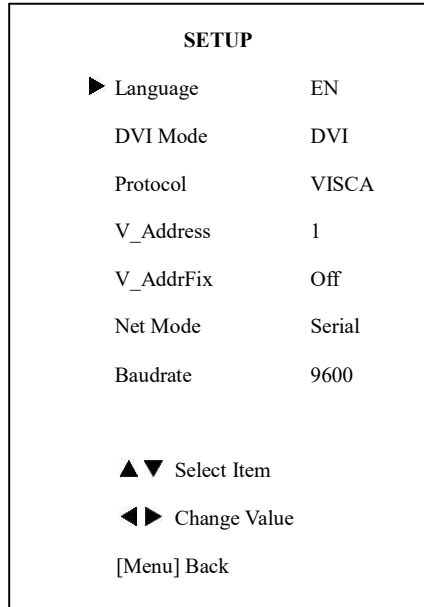 SETUP
▶ Language EN
DVI Mode DVI
Protocol VISCA
V_Address 1
V_AddrFix Off
Net Mode Serial
Baudrate 9600
▲▼ Select Item
◀▶ Change Value
[Menu] Back